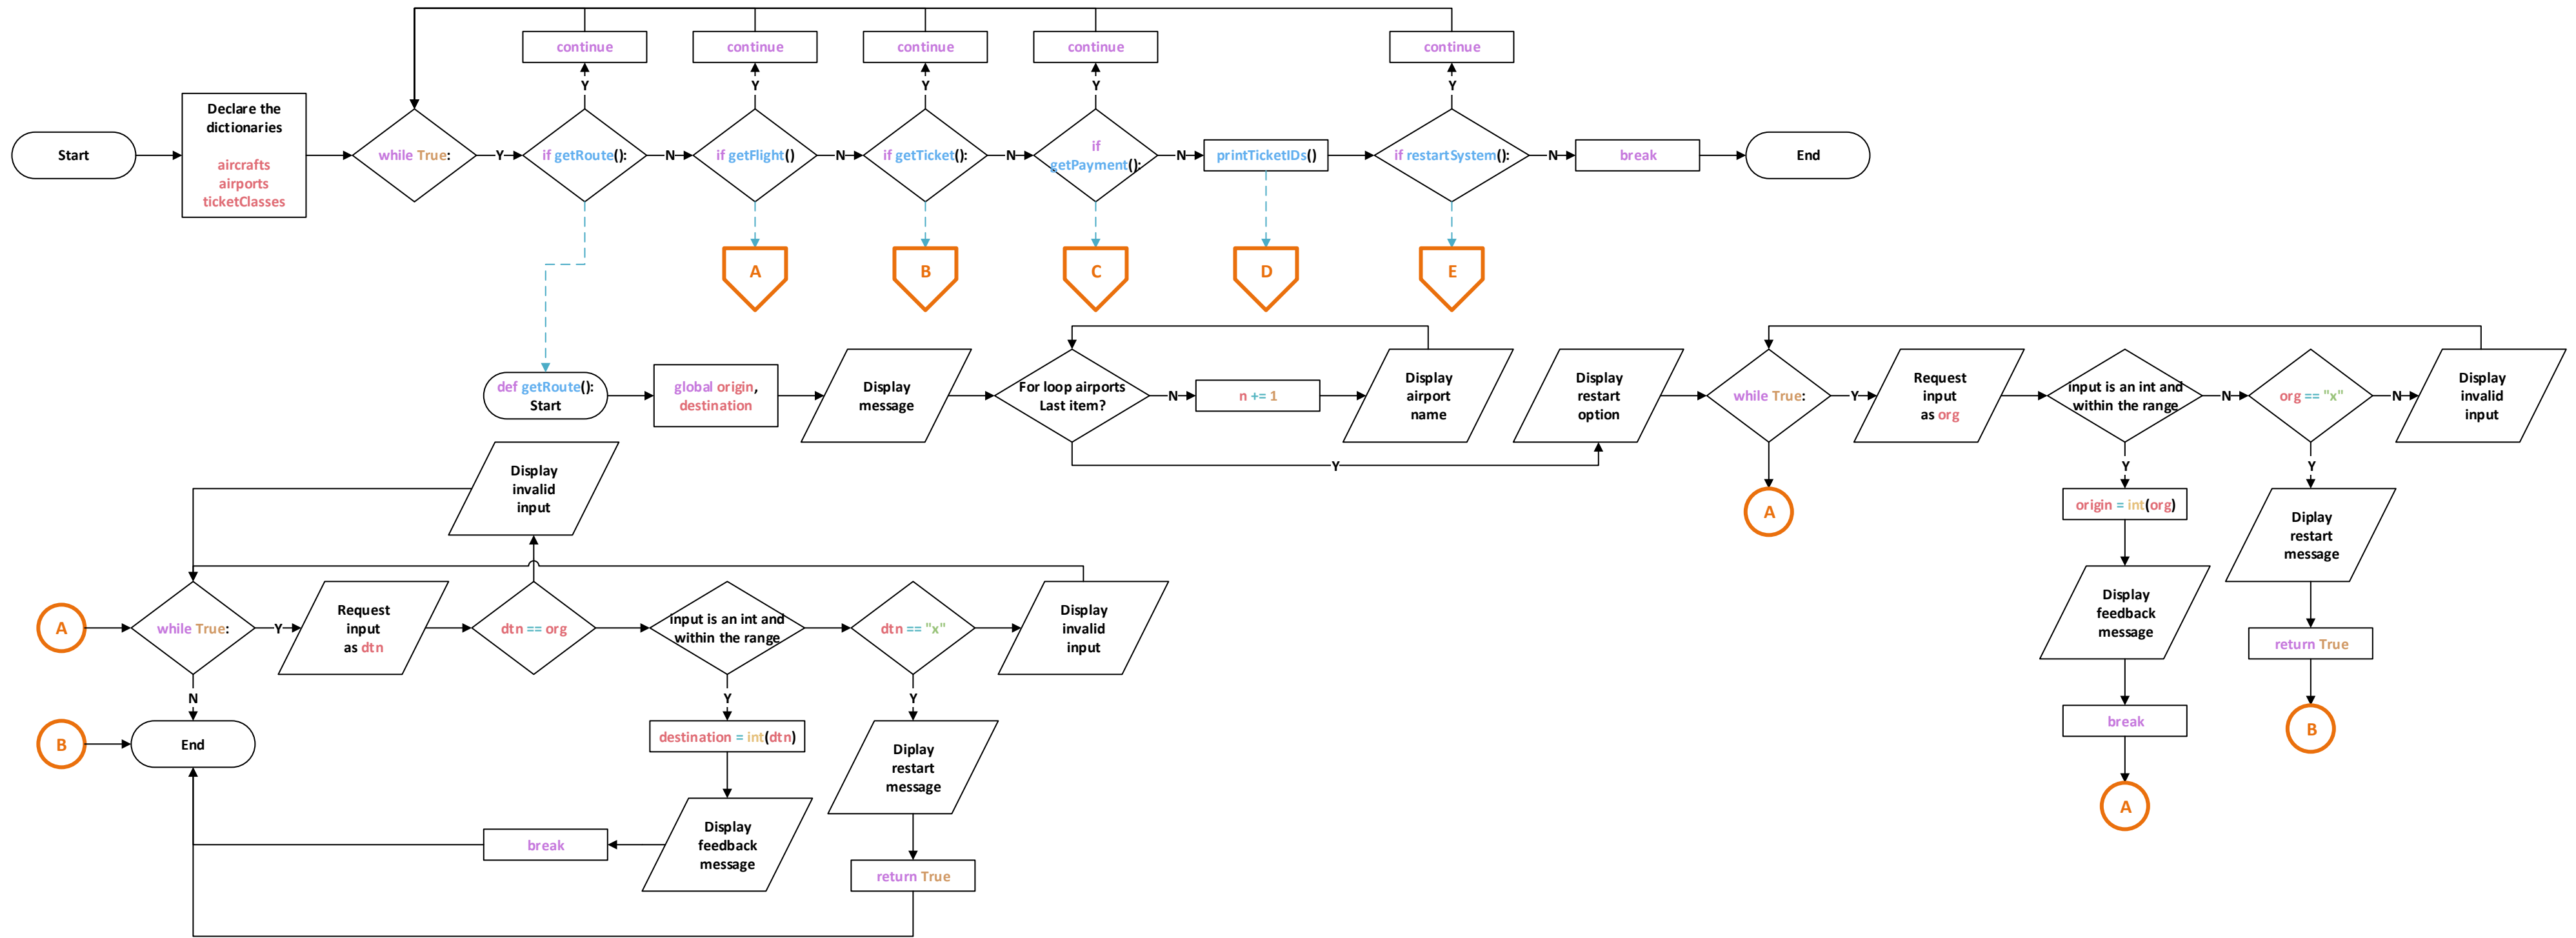 continue
continue
continue
continue
continue
Y
Y
Y
Y
Y
Start
Declare the
dictionaries
aircrafts
airports
ticketClasses
while True:
Y
if getRoute():
N
if getFlight()
N
if getTicket():
N
if
getPayment():
N
printTicketIDs()
if restartSystem():
N
break
End
A
B
C
D
E
def getRoute():
Start
global origin,
destination
Display
message
For loop airports
Last item?
N
n += 1
Display
airport
name
Y
Display
restart
option
while True:
Y
Request
input
as org
input is an int and
within the range
N
org == "x"
N
Display
invalid
input
A
Y
origin = int(org)
Display
feedback
message
break
A
Y
Diplay
restart
message
return True
B
Display
invalid
input
A
while True:
Y
Request
input
as dtn
dtn == org
input is an int and
within the range
dtn == "x"
Display
invalid
input
N
B
End
Y
destination = int(dtn)
Display
feedback
message
break
Y
Diplay
restart
message
return True